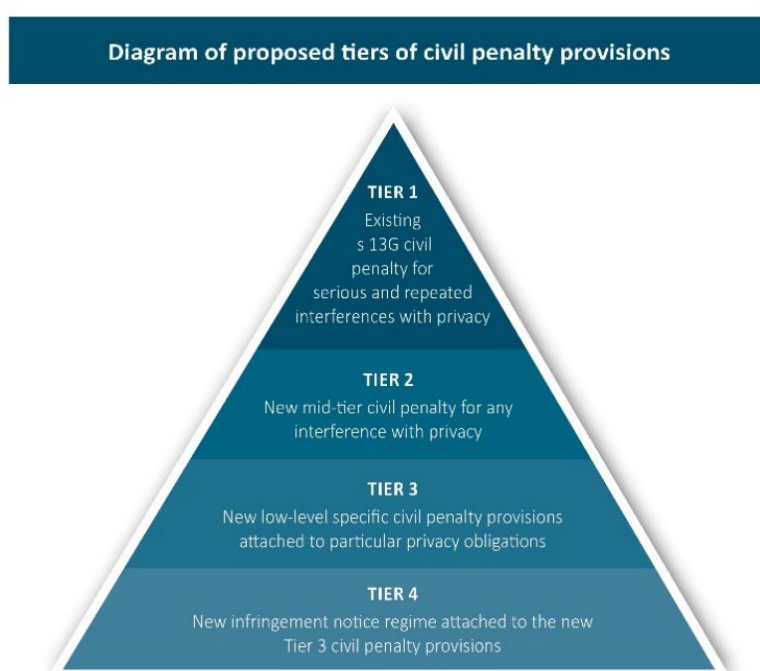 Diagram of proposed tiers of civil penalty provisions
TIER 1
Existing
s 13G civil
penalty for
serious and repeated
interferences with privacy
TIER 2
New mid-tier civil penalty for any
interference with privacy
TIER 3
New low-level specific civil penalty provisions
attached to particular privacy obligations
TIER 4
New infringement notice regime attached to the new
Tier 3 civil penalty provisions